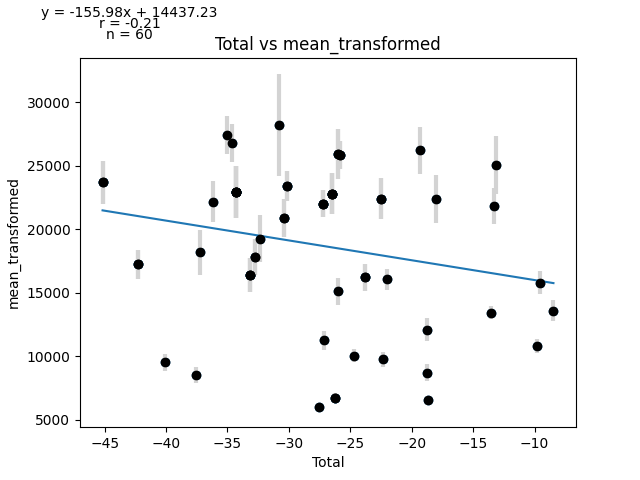 y = -155.98x + 14437.23
r = -0.21
n = 60
Total vs mean_transformed
30000
25000
20000
15000
10000
5000
mean_transformed
−45 −40 −35 −30 −25 −20 −15 −10
Total